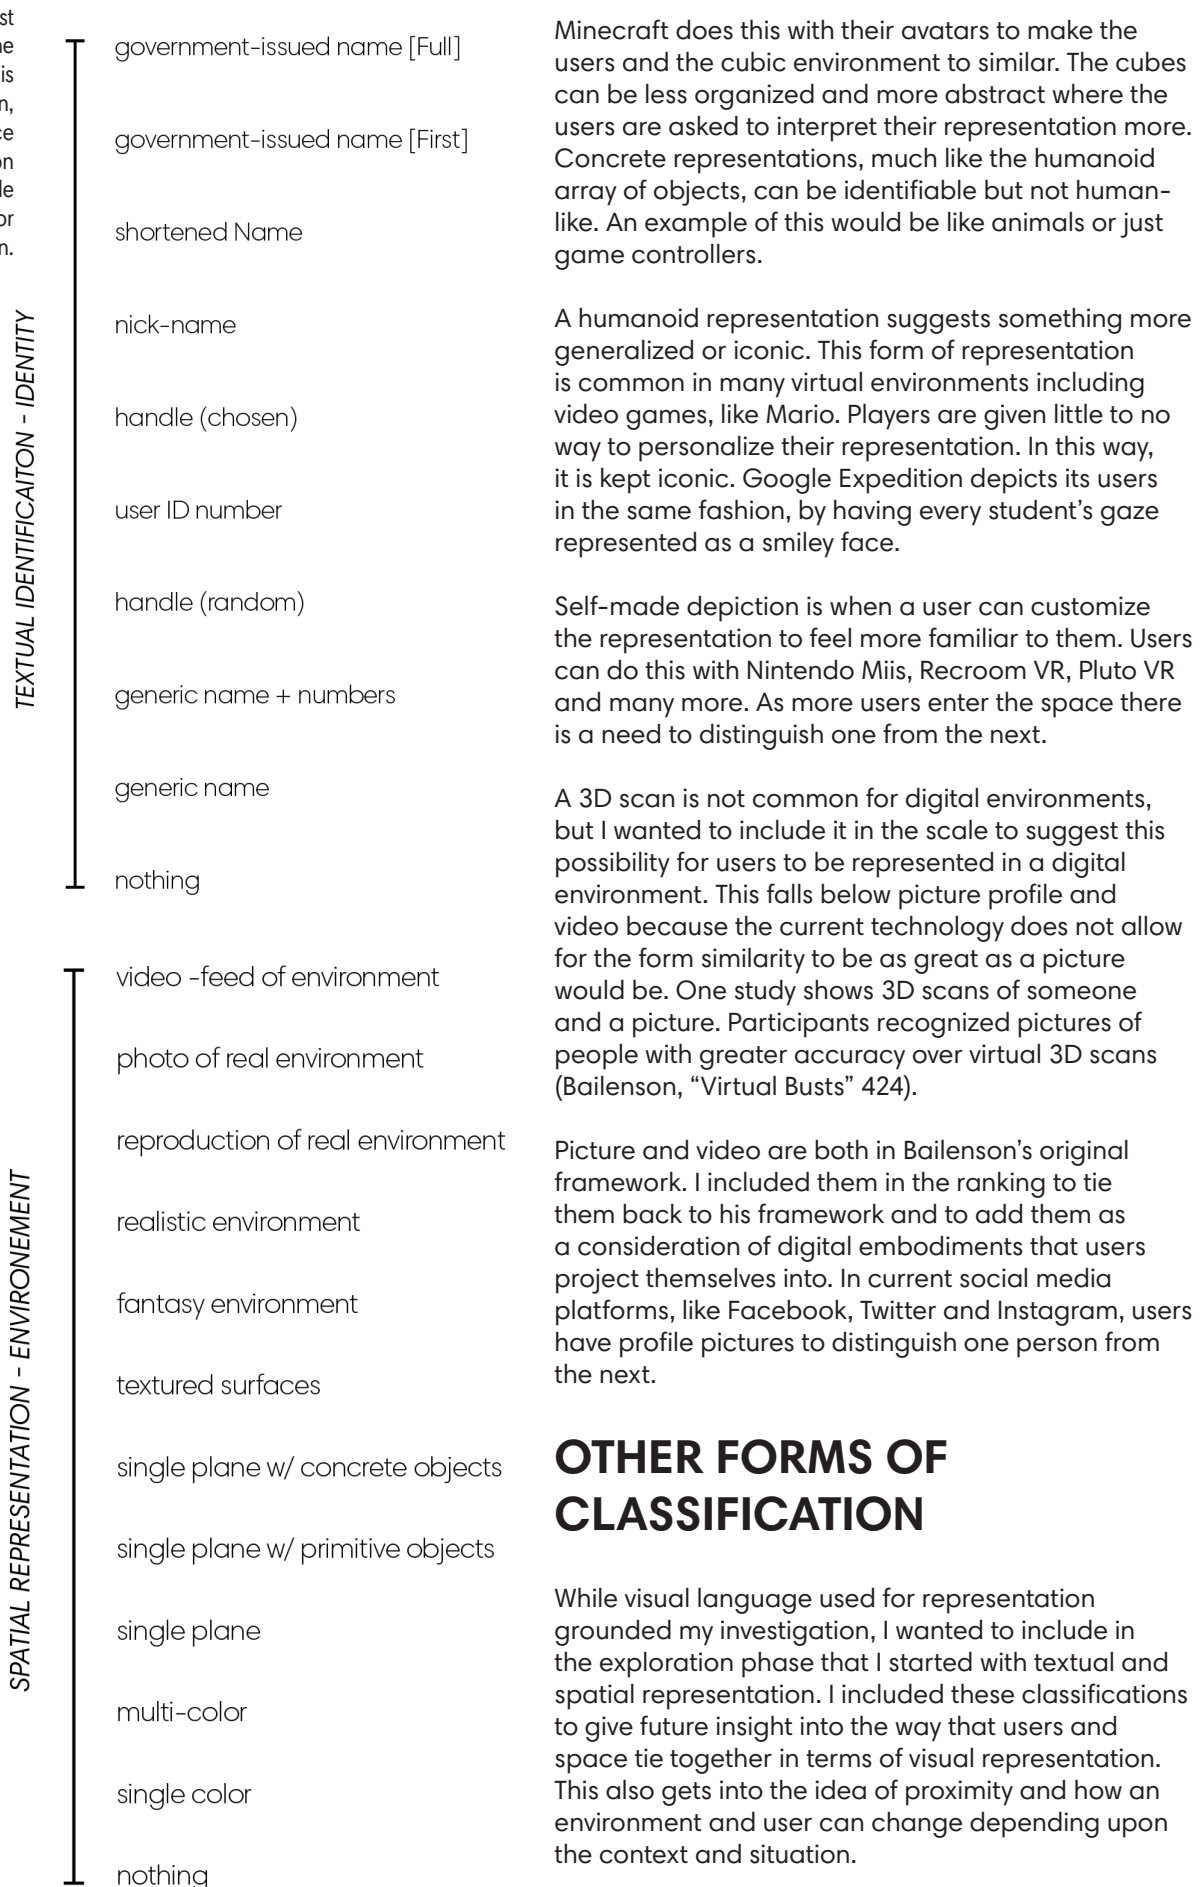 st
is
n,
on
or
n.
TEXTUAL IDENTIFICAITON - IDENTITY
government-issued name [Full]
government-issued name [First]
shortened Name
nick-name
handle (chosen)
user ID number
handle (random)
generic name + numbers
generic name
nothing
SPATIAL REPRESENTATION - ENVIRONEMENT
video -feed of environment
photo of real environment
reproduction of real environment
realistic environment
fantasy environment
textured surfaces
single plane w/ concrete objects
single plane w/ primitive objects
single plane
multi-color
single color
nothing
Minecraft does this with their avatars to make the
users and the cubic environment to similar. The cubes
can be less organized and more abstract where the
users are asked to interpret their representation more.
Concrete representations, much like the humanoid
array of objects, can be identifiable but not human-
like. An example of this would be like animals or just
game controllers.
A humanoid representation suggests something more
generalized or iconic. This form of representation
is common in many virtual environments including
video games, like Mario. Players are given little to no
way to personalize their representation. In this way,
it is kept iconic. Google Expedition depicts its users
in the same fashion, by having every student’s gaze
represented as a smiley face.
Self-made depiction is when a user can customize
the representation to feel more familiar to them. Users
can do this with Nintendo Miis, Recroom VR, Pluto VR
and many more. As more users enter the space there
is a need to distinguish one from the next.
A 3D scan is not common for digital environments,
but I wanted to include it in the scale to suggest this
possibility for users to be represented in a digital
environment. This falls below picture profile and
video because the current technology does not allow
for the form similarity to be as great as a picture
would be. One study shows 3D scans of someone
and a picture. Participants recognized pictures of
people with greater accuracy over virtual 3D scans
(Bailenson, “Virtual Busts” 424).
Picture and video are both in Bailenson’s original
framework. I included them in the ranking to tie
them back to his framework and to add them as
a consideration of digital embodiments that users
project themselves into. In current social media
platforms, like Facebook, Twitter and Instagram, users
have profile pictures to distinguish one person from
the next.
OTHER FORMS OF
CLASSIFICATION
While visual language used for representation
grounded my investigation, I wanted to include in
the exploration phase that I started with textual and
spatial representation. I included these classifications
to give future insight into the way that users and
space tie together in terms of visual representation.
This also gets into the idea of proximity and how an
environment and user can change depending upon
the context and situation.